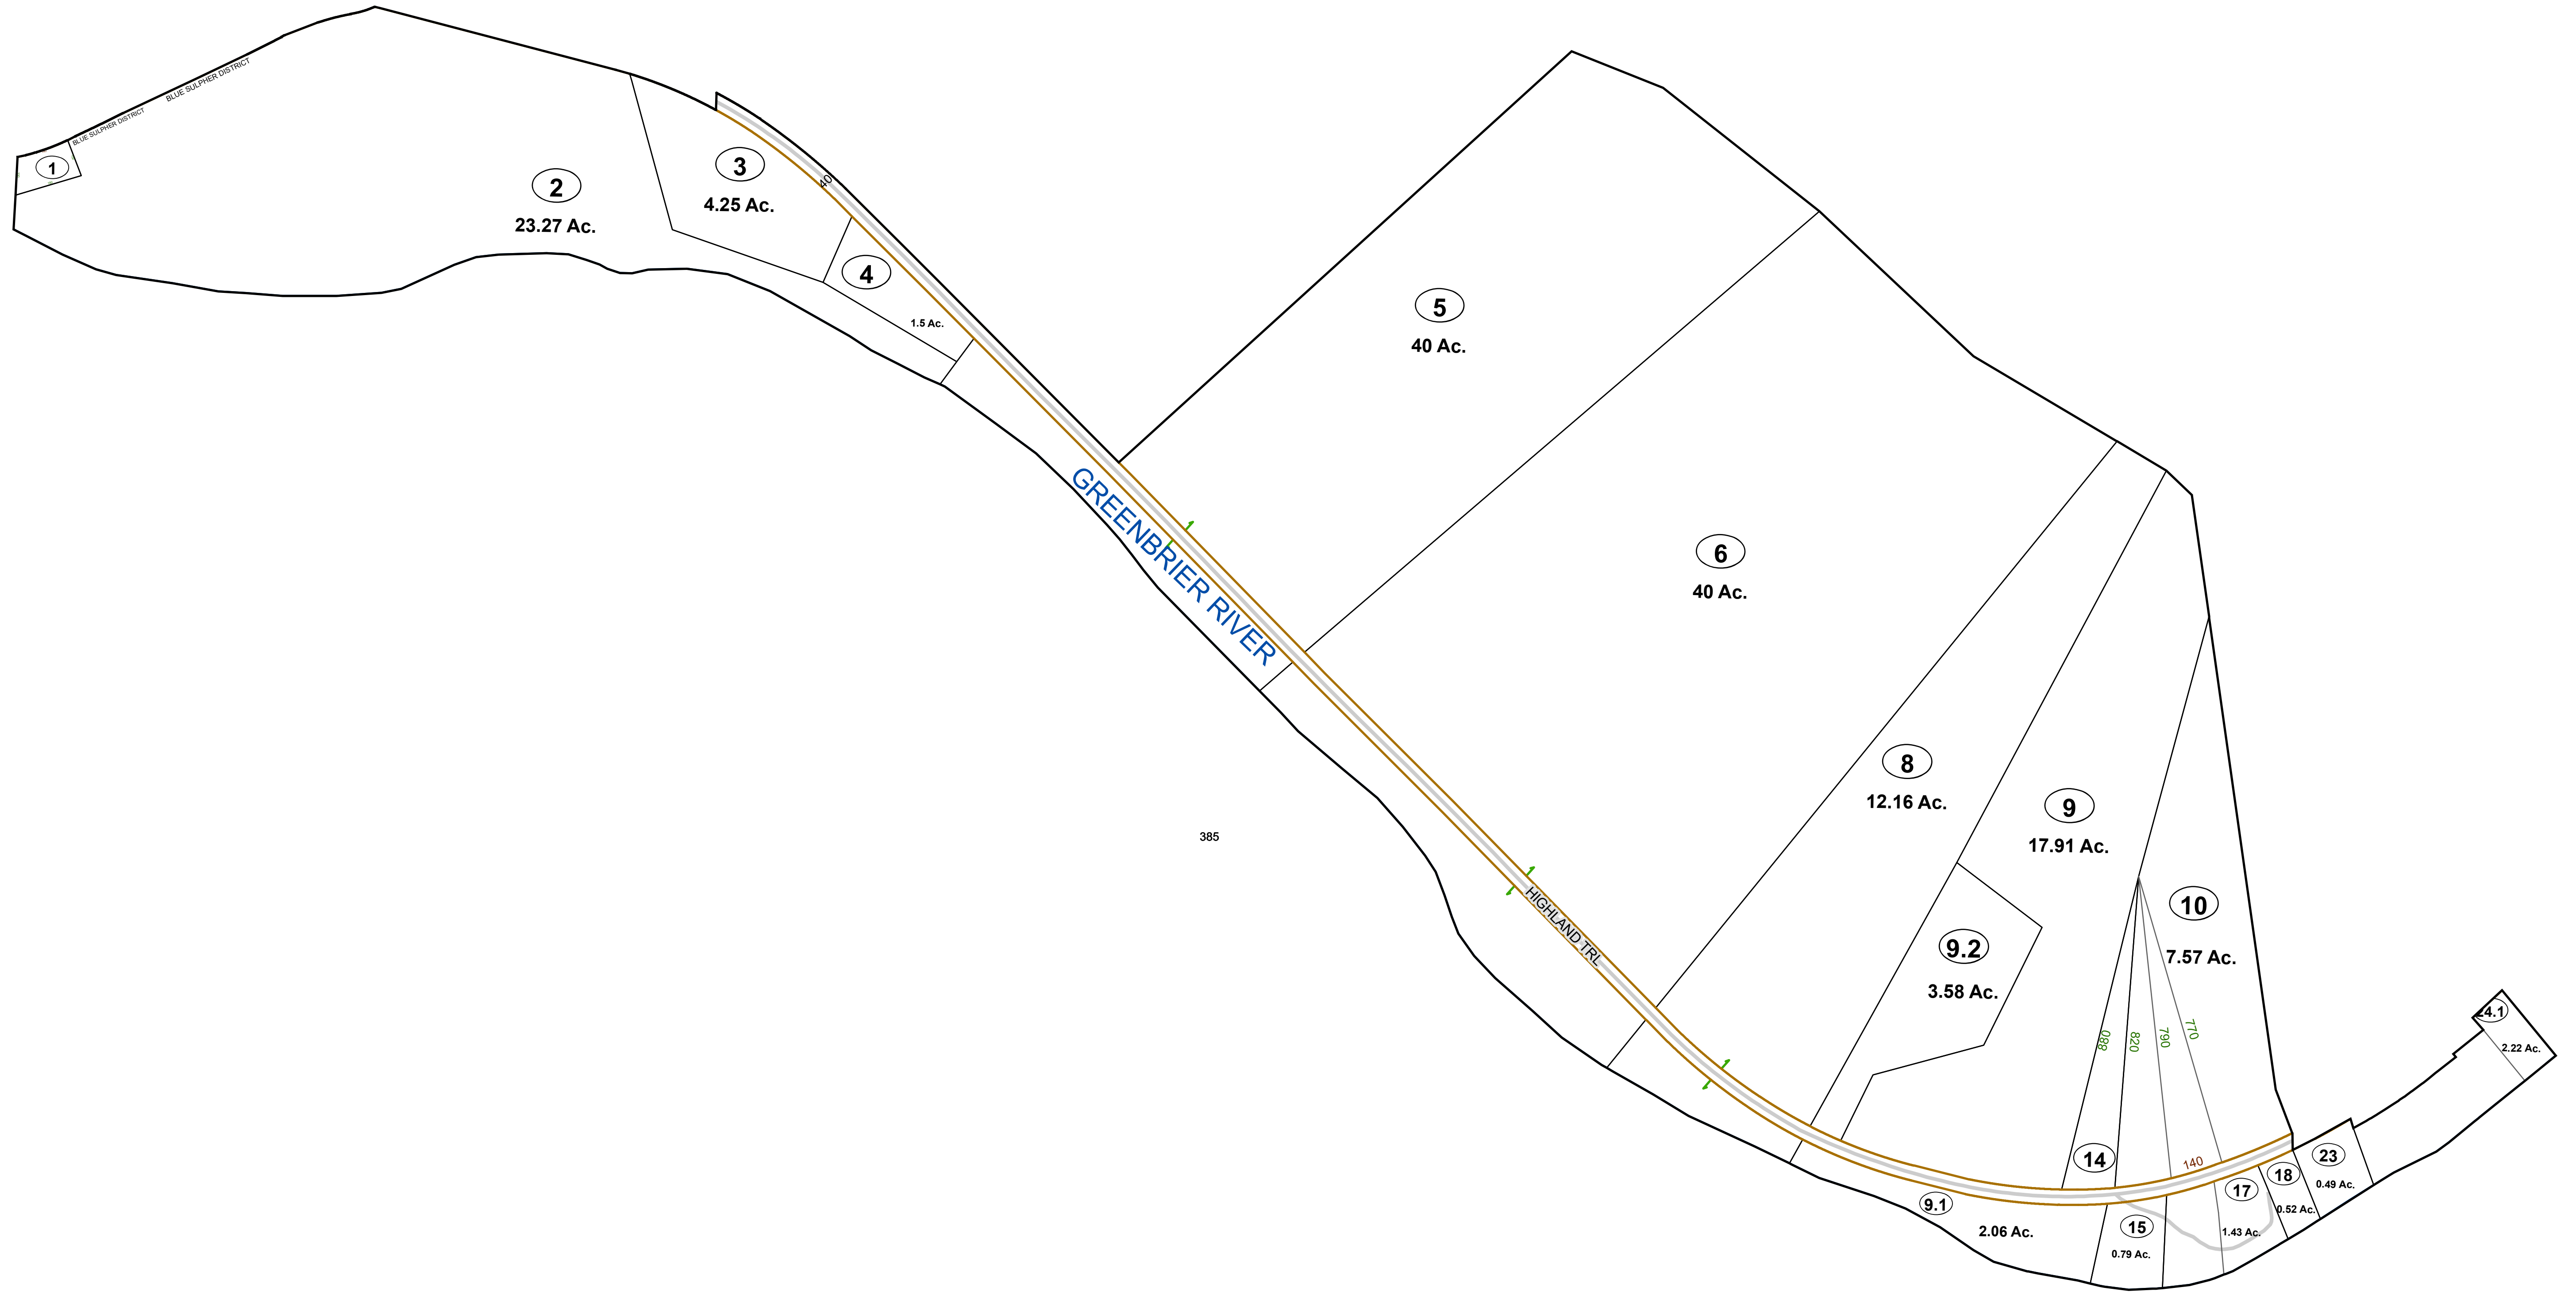 BLUE SULPHER DISTRICT
BLUE SULPHER DISTRICT
1
2
23.27 Ac.
3
4.25 Ac.
40
4
1.5 Ac.
5
40 Ac.
6
40 Ac.
GREENBRIER RIVER
385
HIGHLAND TRL
8
12.16 Ac.
9
17.91 Ac.
9.2
3.58 Ac.
10
7.57 Ac.
880
820
790
770
14
140
9.1
2.06 Ac.
15
0.79 Ac.
17
1.43 Ac.
18
0.52 Ac.
23
0.49 Ac.
24.1
2.22 Ac.